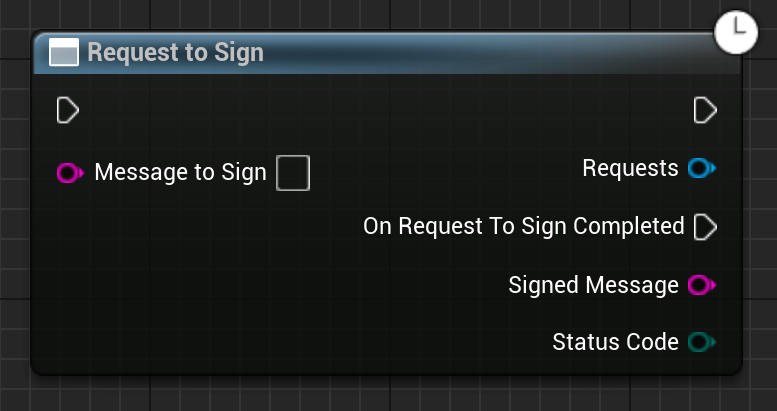 Request to Sign
Message to Sign
Requests
On Request To Sign Completed
Signed Message
Status Code